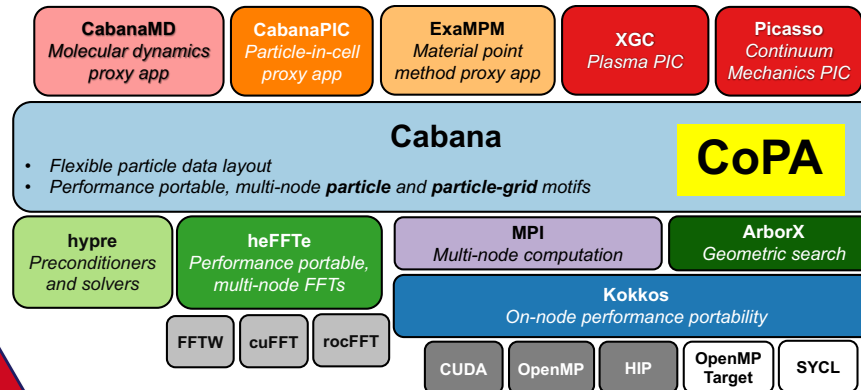 CabanaMD
Molecular dynamics
proxy app
CabanaPIC
Particle-in-cell
proxy app
ExaMPM
Material point
method proxy app
XGC
Plasma PIC
Picasso
Continuum
Mechanics PIC
Cabana
• Flexible particle data layout
• Performance portable, multi-node particle and particle-grid motifs
CoPA
hypre
Preconditioners
and solvers
heFFTe
Performance portable,
multi-node FFTs
MPI
Multi-node computation
ArborX
Geometric search
Kokkos
On-node performance portability
FFTW
cuFFT
rocFFT
CUDA
OpenMP
HIP
OpenMP
Target
SYCL